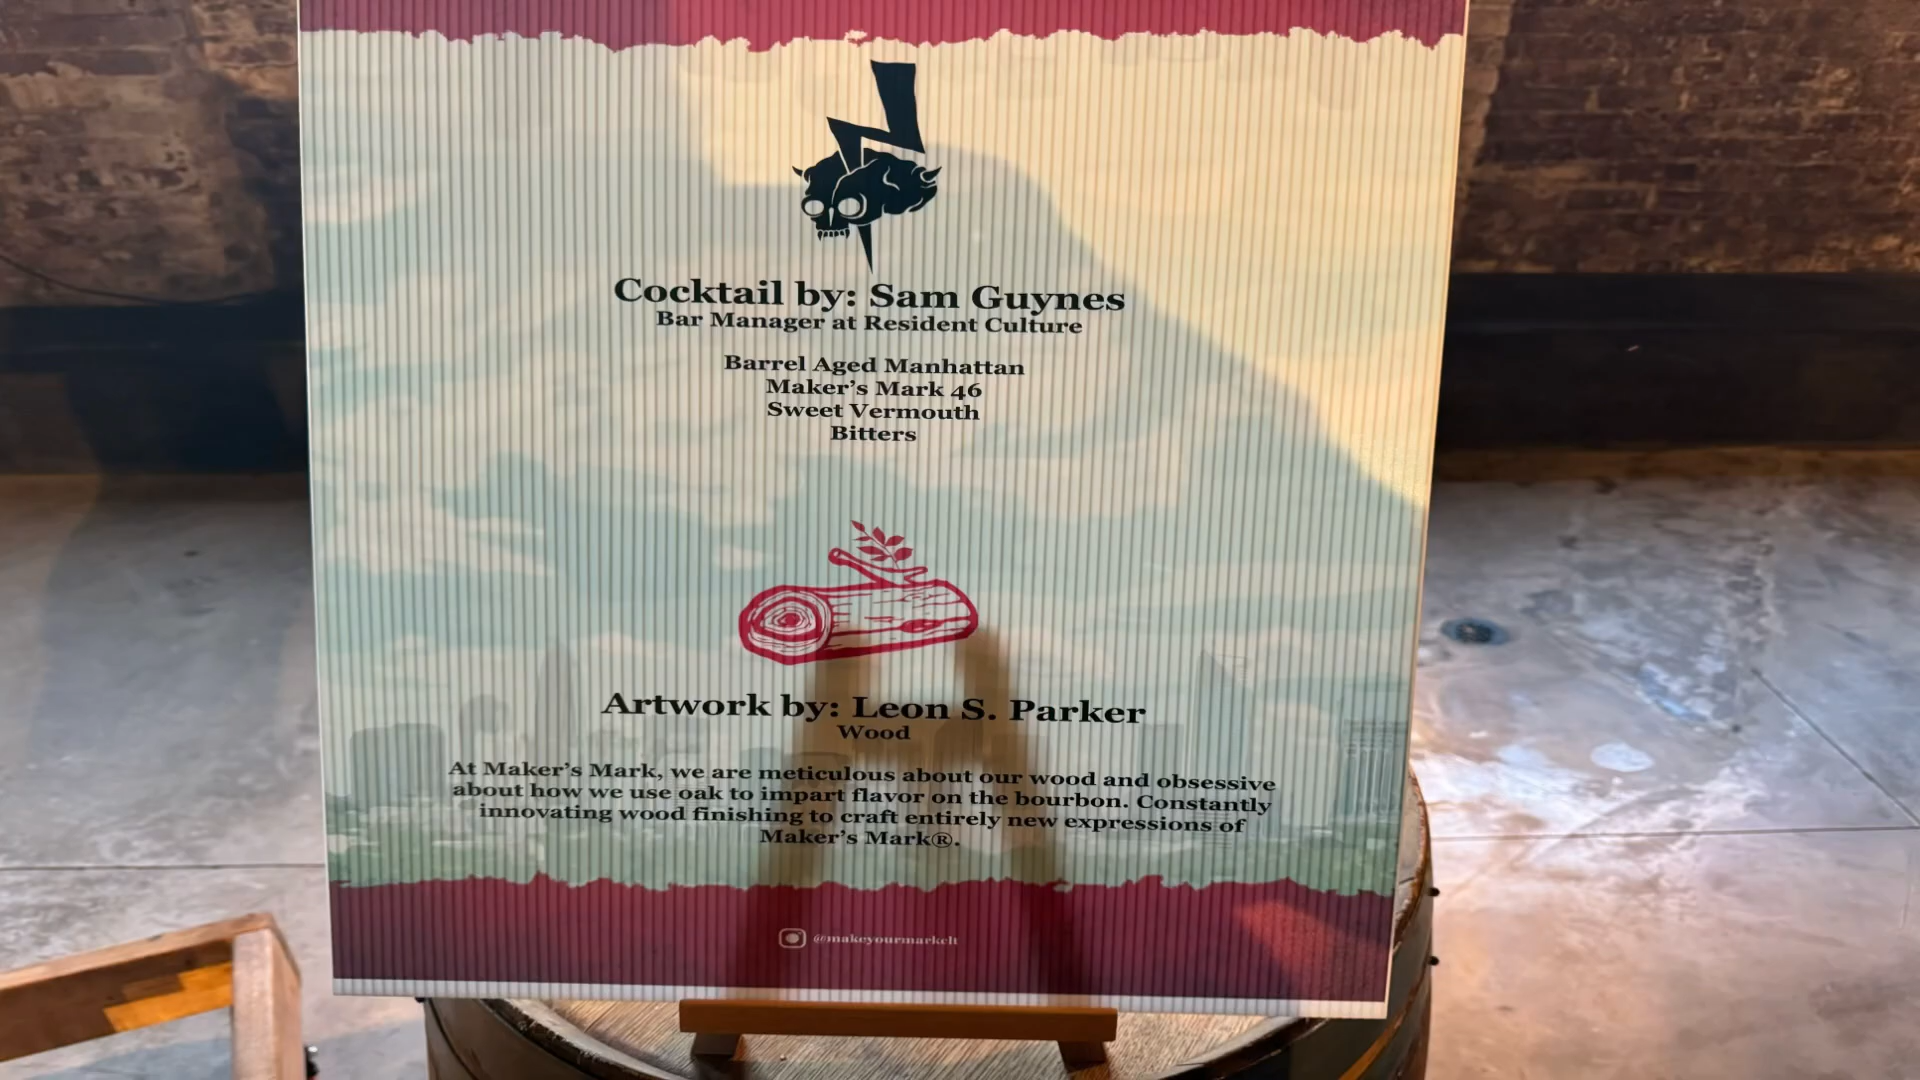 Cocktail by: Sam Guynes
Bar Manager at Resident Culture
Barrel Aged Manhattan
Maker's Mark 46
Sweet Vermouth
Bitters
Artwork by: Leon S. Parker
Wood
At Maker's Mark, we are meticulous about our wood and obsessive
about how we use oak to impart flavor on the bourbon. Constantly
innovating wood finishing to craft entirely new expressions of
Maker's Mark®.
@makeyourmarkclt